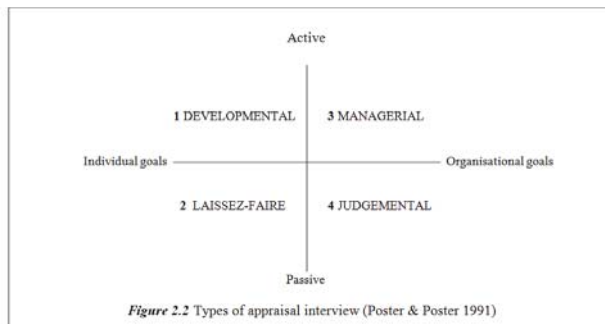 Active
1 DEVELOPMENTAL 3 MANAGERIAL
Individual goals Organisational goals
2 LAISSEZ-FAIRE 4 JUDGEMENTAL
Passive
Figure 2.2 Types of appraisal interview (Poster & Poster 1991)